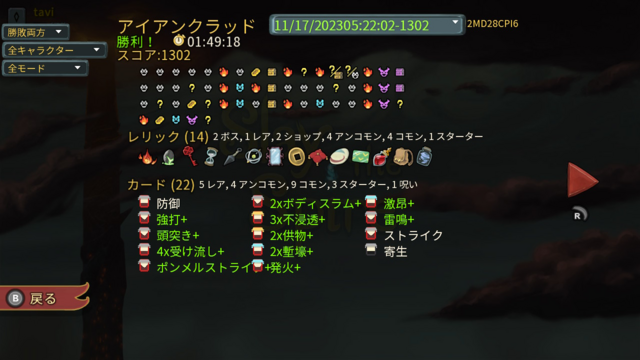 tavi
アイアンクラッド
11/17/202305:22:02-1302
2MD28CPI6
勝敗両方
勝利！
01:49:18
全キャラクター
スコア:1302
全モード
レリック (14) 2 ボス, 1 レア, 2 ショップ, 4 アンコモン, 4 コモン, 1 スターター
カード (22) 5 レア, 4 アンコモン, 9 コモン, 3 スターター, 1 呪い
防御
2xボディスラム+
激昂+
強打+
3x不浸透+
雷鳴+
頭突き+
2x供物+
ストライク
4x受け流し+
2x塹壕+
寄生
ポンメルストライク+
発火+
R
B 戻る